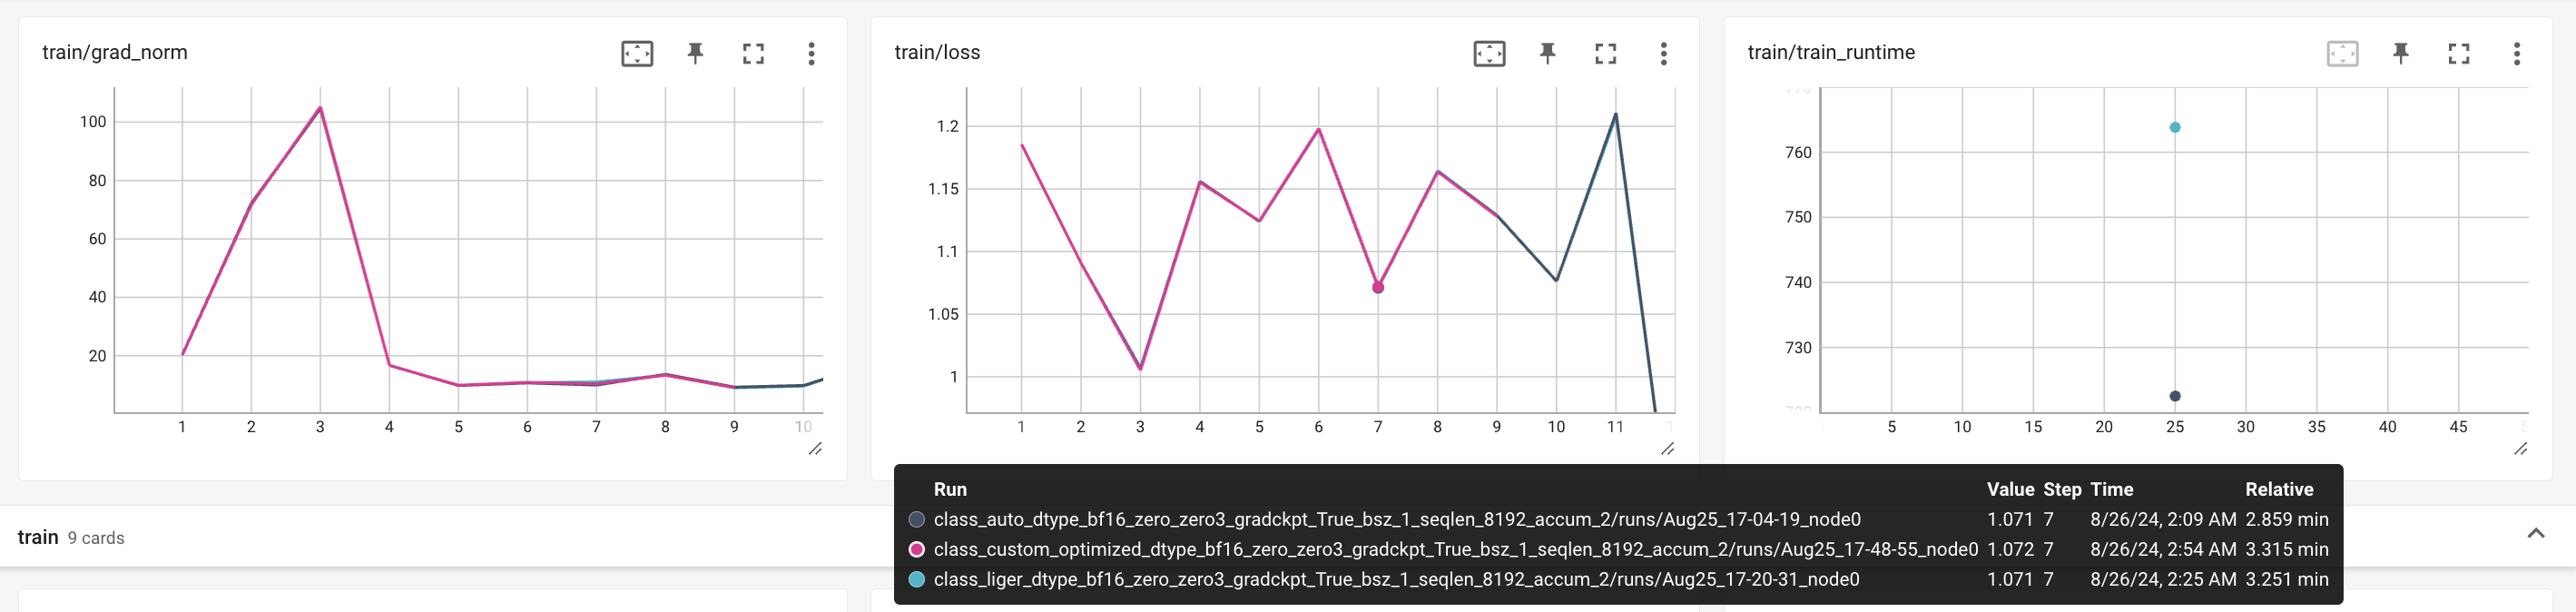 train/grad_norm
100
80
60
40
20
1 2 3 4 5 6 7 8 9 10
train/loss
1.2
1.15
1.1
1.05
1
1 2 3 4 5 6 7 8 9 10 11
train/train_runtime
760
750
740
730
5 10 15 20 25 30 35 40 45
Run Value Step Time Relative
class_auto_dtype_bf16_zero_zero3_gradckpt_True_bsz_1_seqlen_8192_accum_2/runs/Aug25_17-04-19_node0 1.071 7 8/26/24, 2:09 AM 2.859 min
class_custom_optimized_dtype_bf16_zero_zero3_gradckpt_True_bsz_1_seqlen_8192_accum_2/runs/Aug25_17-48-55_node0 1.072 7 8/26/24, 2:54 AM 3.315 min
class_liger_dtype_bf16_zero_zero3_gradckpt_True_bsz_1_seqlen_8192_accum_2/runs/Aug25_17-20-31_node0 1.071 7 8/26/24, 2:25 AM 3.251 min
train 9 cards